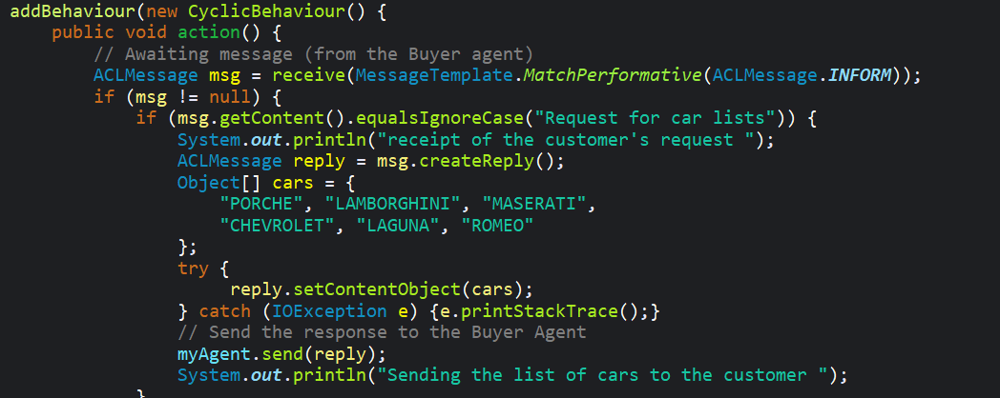 addBehaviour(new CyclicBehaviour() {
    public void action() {
        // Awaiting message (from the Buyer agent)
        ACLMessage msg = receive(MessageTemplate.MatchPerformative(ACLMessage.INFORM));
        if (msg != null) {
            if (msg.getContent().equalsIgnoreCase("Request for car lists")) {
                System.out.println("receipt of the customer's request ");
                ACLMessage reply = msg.createReply();
                Object[] cars = {
                    "PORCHE", "LAMBORGHINI", "MASERATI",
                    "CHEVROLET", "LAGUNA", "ROMEO"
                };
                try {
                     reply.setContentObject(cars);
                } catch (IOException e) {e.printStackTrace();}
                // Send the response to the Buyer Agent
                myAgent.send(reply);
                System.out.println("Sending the list of cars to the customer ");
            }